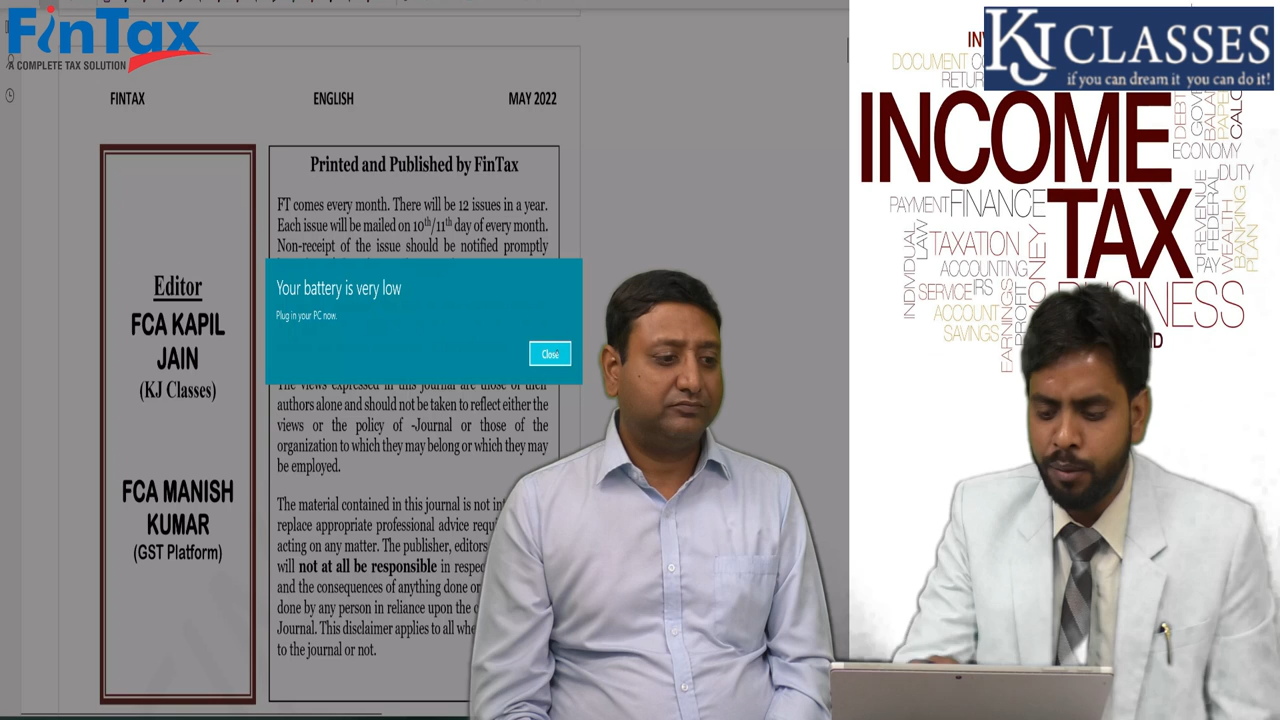 FinTax
A COMPLETE TAX SOLUTION
FINTAX
ENGLISH
MAY 2022
Editor
FCA KAPIL
JAIN
(KJ Classes)
FCA MANISH
KUMAR
(GST Platform)
Printed and Published by FinTax
FT comes every month. There will be 12 issues in a year.
Each issue will be mailed on 10th/11th day of every month.
Non-receipt of the issue should be notified promptly
Your battery is very low
Plug in your PC now.
Close
The views expressed in this journal are those of their
authors alone and should not be taken to reflect either the
views or the policy of -Journal or those of the
organization to which they may belong or which they may
be employed.
The material contained in this journal is not
replace appropriate professional advice
acting on any matter. The publisher, editors
will not at all be responsible in
and the consequences of anything done
done by any person in reliance upon the
Journal. This disclaimer applies to all
to the journal or not.
KJ CLASSES
if you can dream it you can do it!
DOCUMENT
INCOME
TAX
ECONOMY
DUTY
PAYMENT
FINANCE
INDIVIDUAL
LAW
TAXATION
ACCOUNTING
SERVICE
IRS
ACCOUNT
SAVINGS
EARNINGS
PROFIT
MONEY
BUSINESS
PAY
FEDERAL
REVENUE
WEALTH
BANKING
PLAN
DEBT